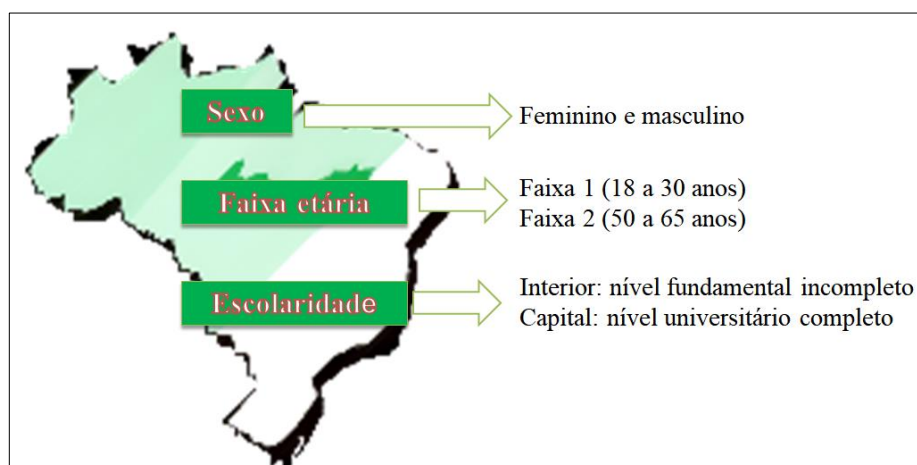 Sexo
Feminino e masculino
Faixa etária
Faixa 1 (18 a 30 anos)
Faixa 2 (50 a 65 anos)
Escolaridade
Interior: nível fundamental incompleto
Capital: nível universitário completo